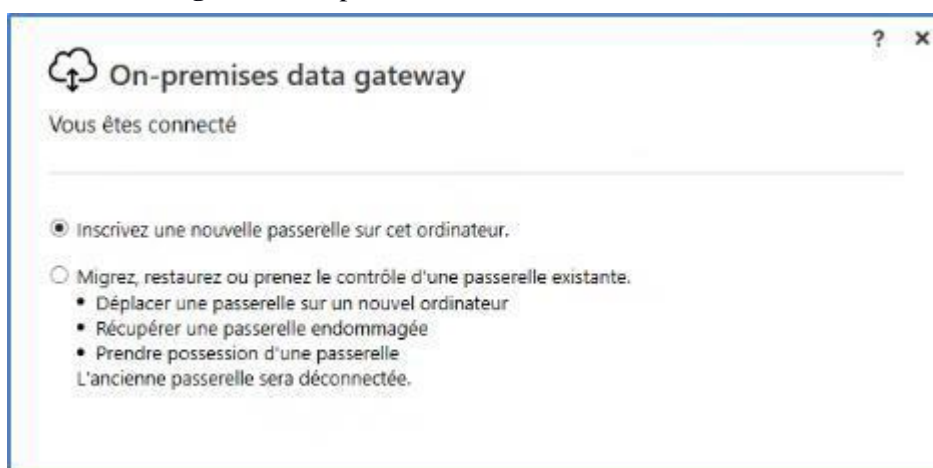 ? ×
On-premises data gateway
Vous êtes connecté
Inscrivez une nouvelle passerelle sur cet ordinateur.
Migrez, restaurez ou prenez le contrôle d'une passerelle existante.
• Déplacer une passerelle sur un nouvel ordinateur
• Récupérer une passerelle endommagée
• Prendre possession d'une passerelle
L'ancienne passerelle sera déconnectée.